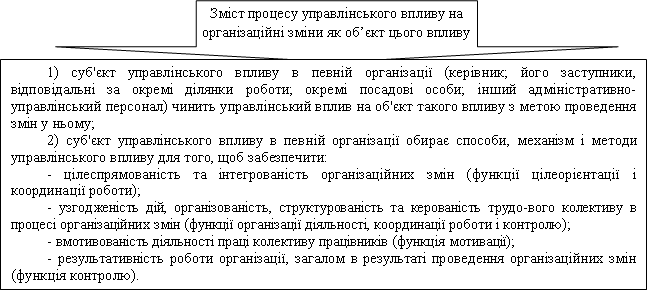 Зміст процесу управлінського впливу на
організаційні зміни як об’єкт цього впливу
1) суб'єкт управлінського впливу в певній організації (керівник; його заступники,
відповідальні за окремі ділянки роботи; окремі посадові особи; інший адміністративно-
управлінський персонал) чинить управлінський вплив на об'єкт такого впливу з метою проведення
змін у ньому;
2) суб'єкт управлінського впливу в певній організації обирає способи, механізм і методи
управлінського впливу для того, щоб забезпечити:
- цілеспрямованість та інтегрованість організаційних змін (функції цілеорієнтації і
координації роботи);
- узгодженість дій, організованість, структурованість та керованість трудо-вого колективу в
процесі організаційних змін (функції організації діяльності, координації роботи і контролю);
- вмотивованість діяльності праці колективу працівників (функція мотивації);
- результативність роботи організації, загалом в результаті проведення організаційних змін
(функція контролю).